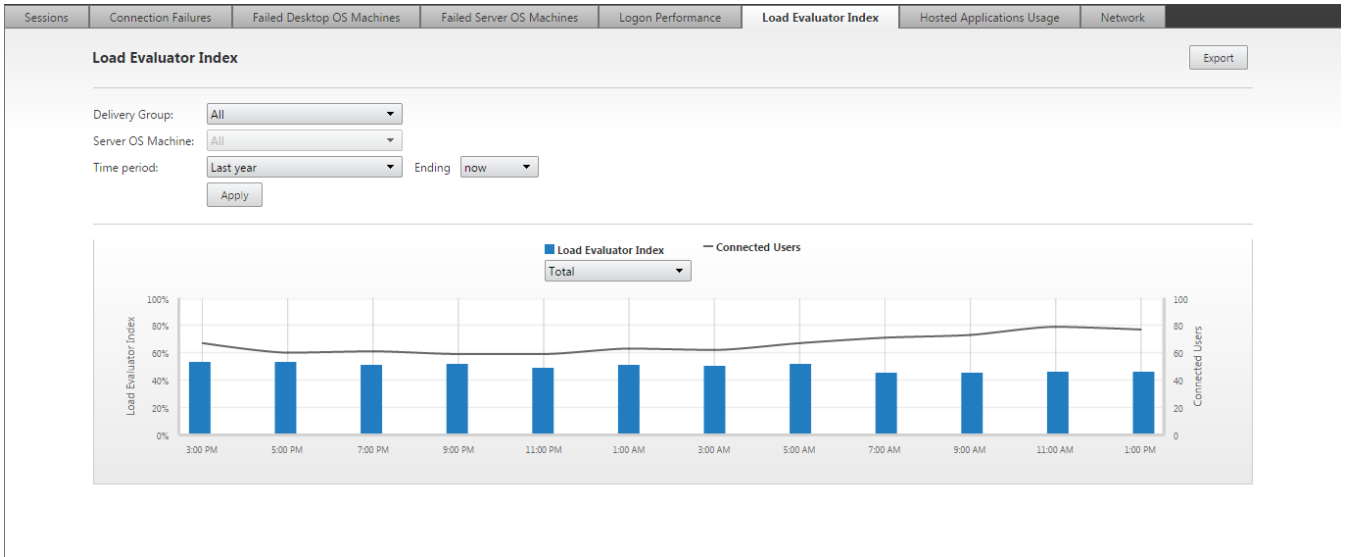 Sessions Connection Failures Failed Desktop OS Machines Failed Server OS Machines Logon Performance Load Evaluator Index Hosted Applications Usage Network
Load Evaluator Index Export
Delivery Group: All
Server OS Machine: All
Time period: Last year Ending now
Apply
Load Evaluator Index Connected Users
Total
100% 100
80% 80
60% 60
40% 40
20% 20
0% 0
Load Evaluator Index
Connected Users
3:00 PM 5:00 PM 7:00 PM 9:00 PM 11:00 PM 1:00 AM 3:00 AM 5:00 AM 7:00 AM 9:00 AM 11:00 AM 1:00 PM